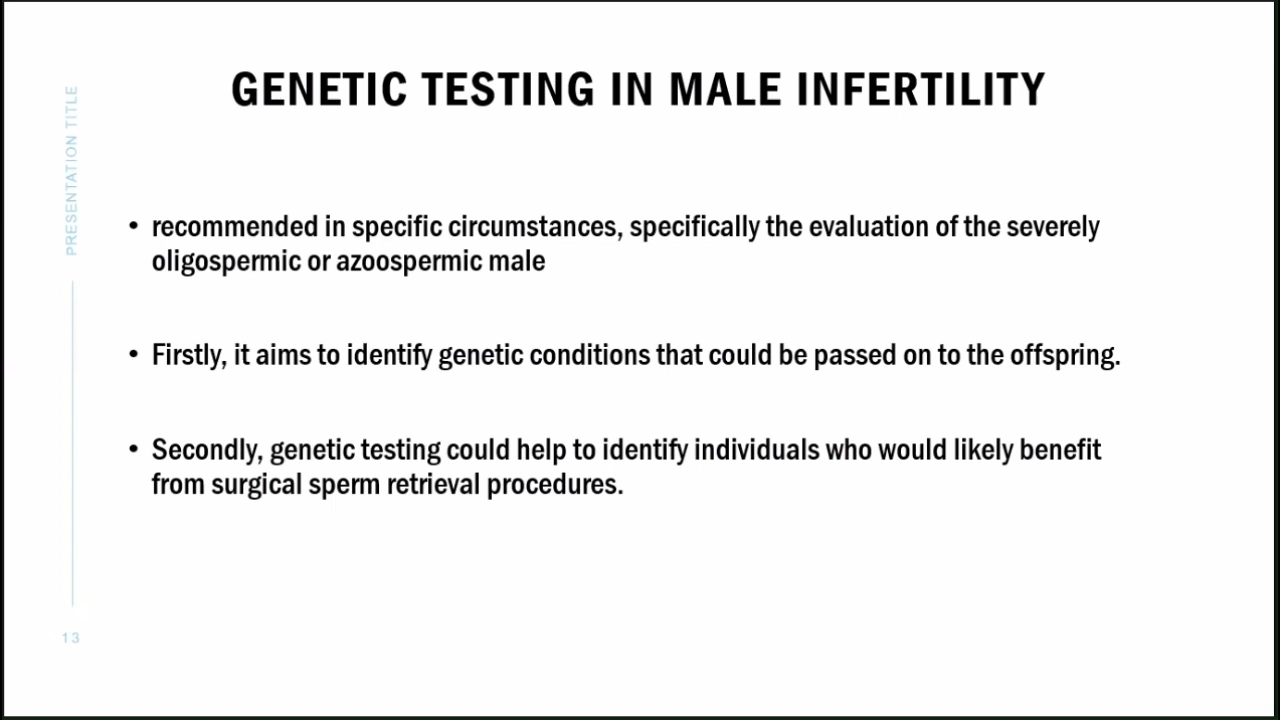 GENETIC TESTING IN MALE INFERTILITY
PRESENTATION TITLE
• recommended in specific circumstances, specifically the evaluation of the severely
oligospermic or azoospermic male
• Firstly, it aims to identify genetic conditions that could be passed on to the offspring.
• Secondly, genetic testing could help to identify individuals who would likely benefit
from surgical sperm retrieval procedures.
13